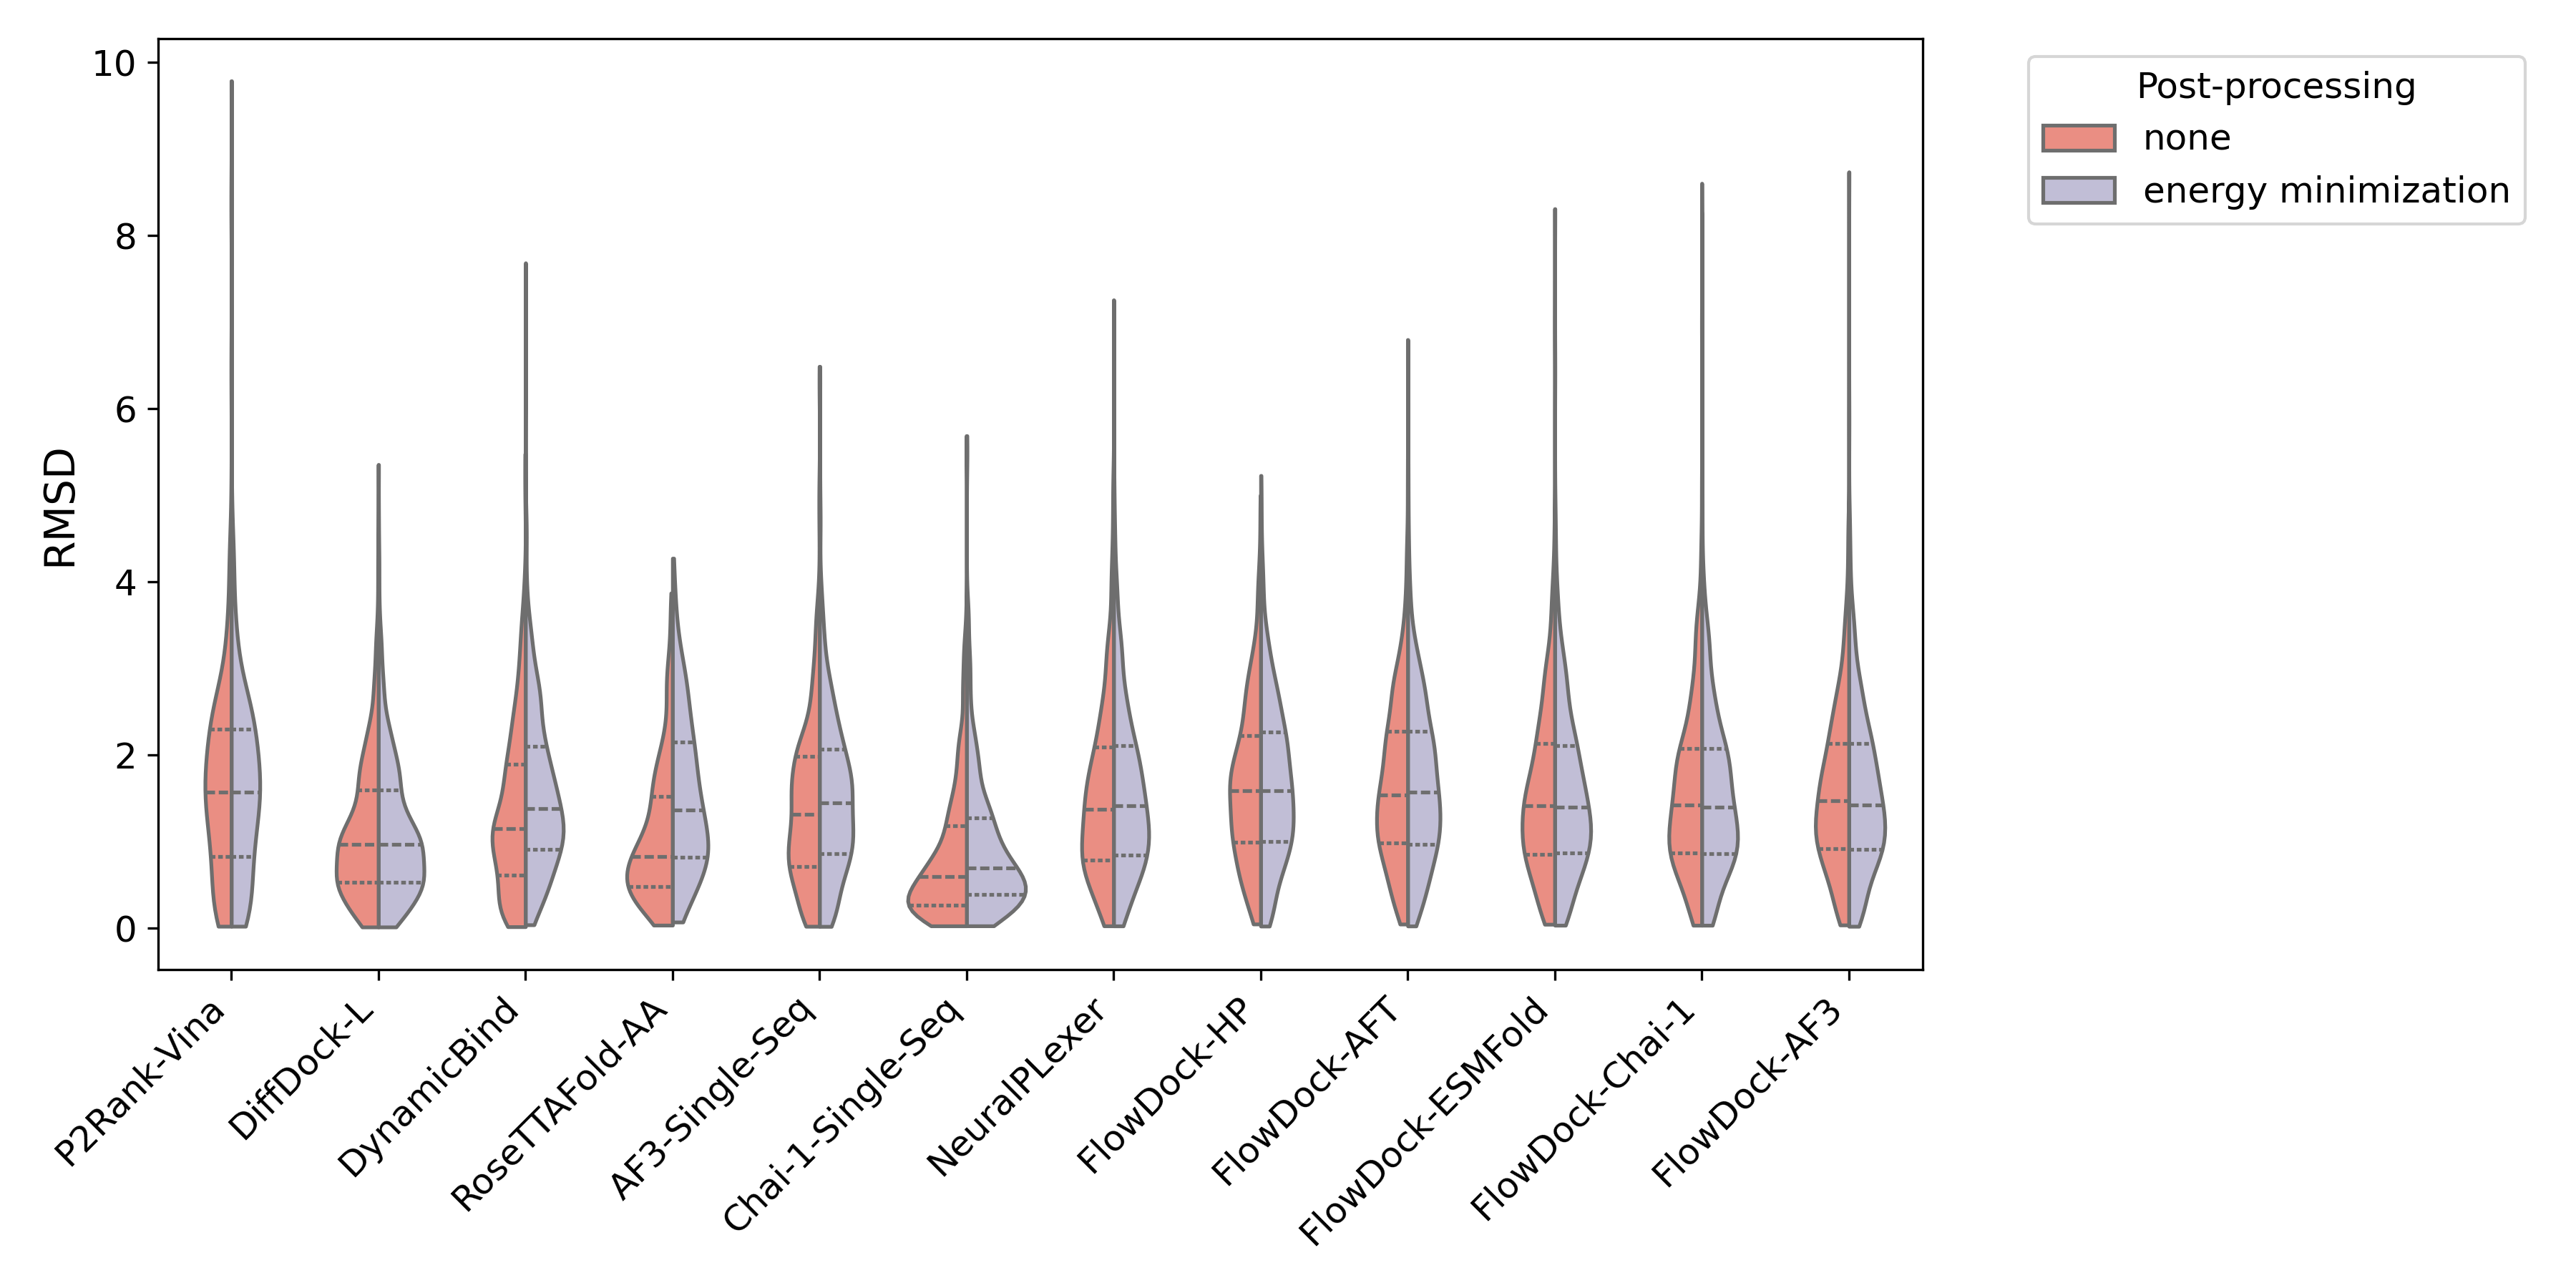 10
8
6
4
2
0
RMSD
P2Rank-Vina
DiffDock-L
DynamicBind
RoseTTAFold-AA
AF3-Single-Seq
Chai-1-Single-Seq
NeuralPLexer
FlowDock-HP
FlowDock-AFT
FlowDock-ESMFold
FlowDock-Chai-1
FlowDock-AF3
Post-processing
none
energy minimization